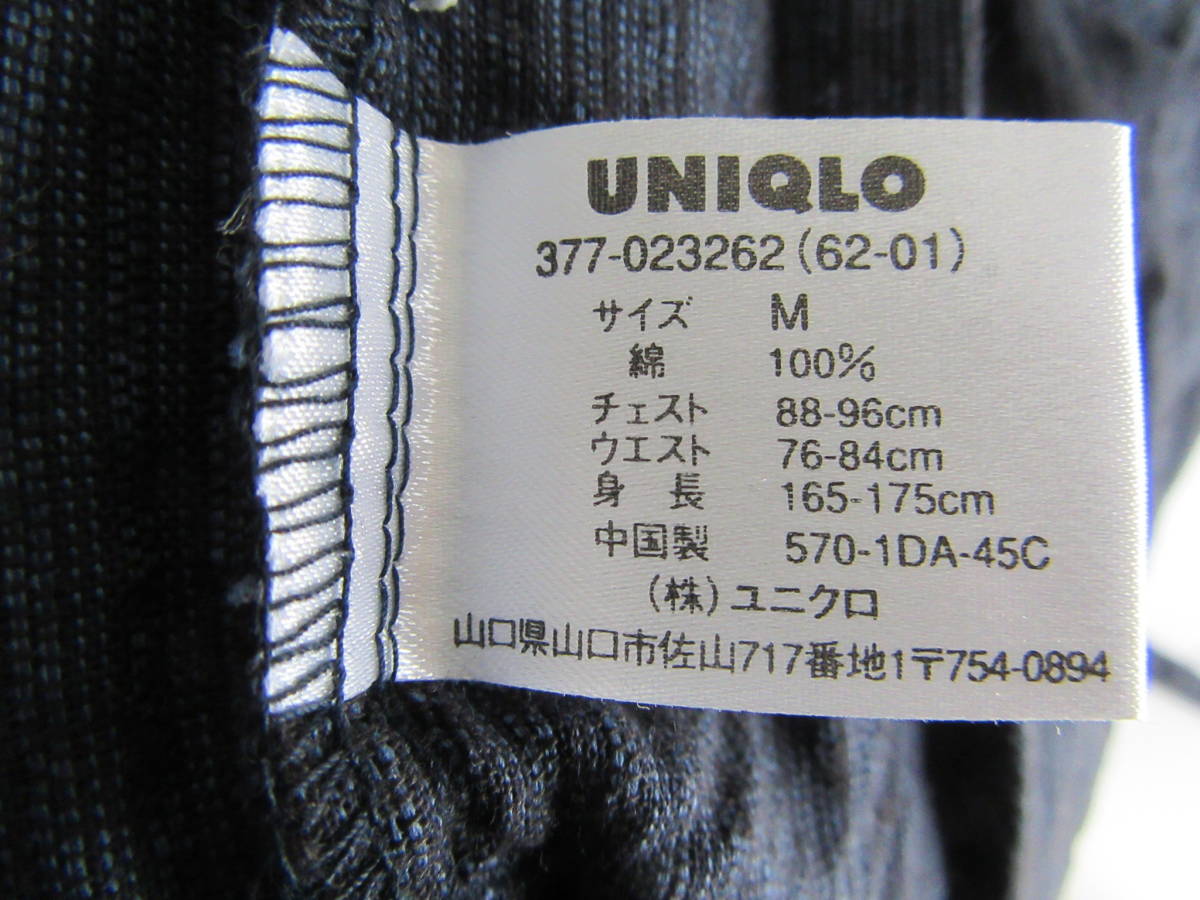 UNIQLO
377-023262(62-01)
サイズ M
綿 100%
チェスト 88-96cm
ウエスト 76-84cm
身長 165-175cm
中国製 570-1DA-45C
(株)ユニクロ
山口県山口市佐山717番地1〒754-0894